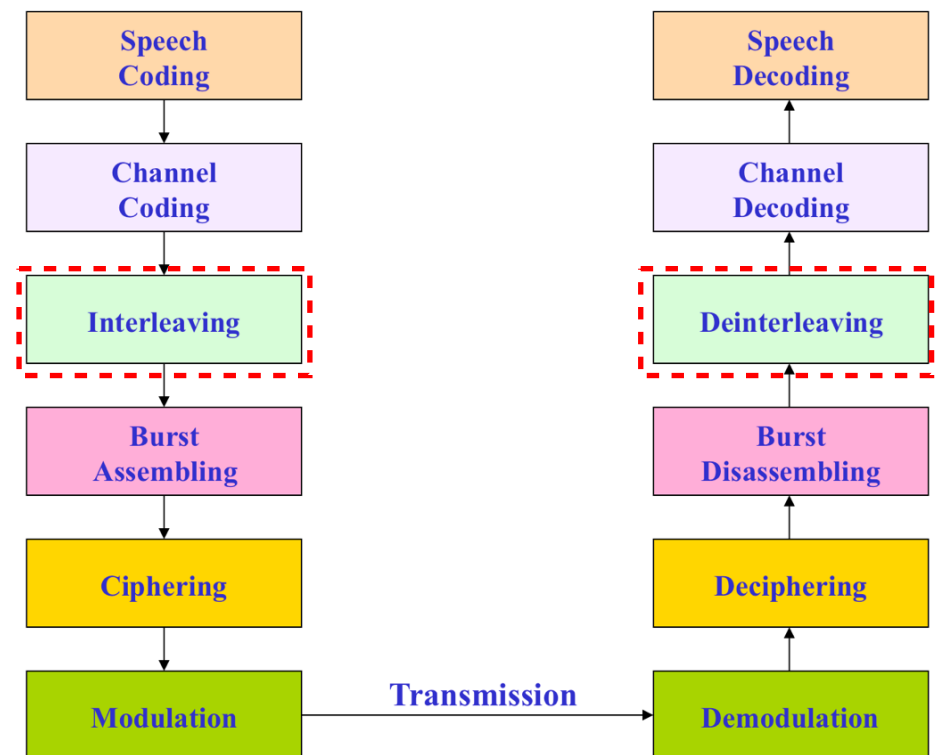 Speech
Coding
Channel
Coding
Interleaving
Burst
Assembling
Ciphering
Modulation
Transmission
Speech
Decoding
Channel
Decoding
Deinterleaving
Burst
Disassembling
Deciphering
Demodulation